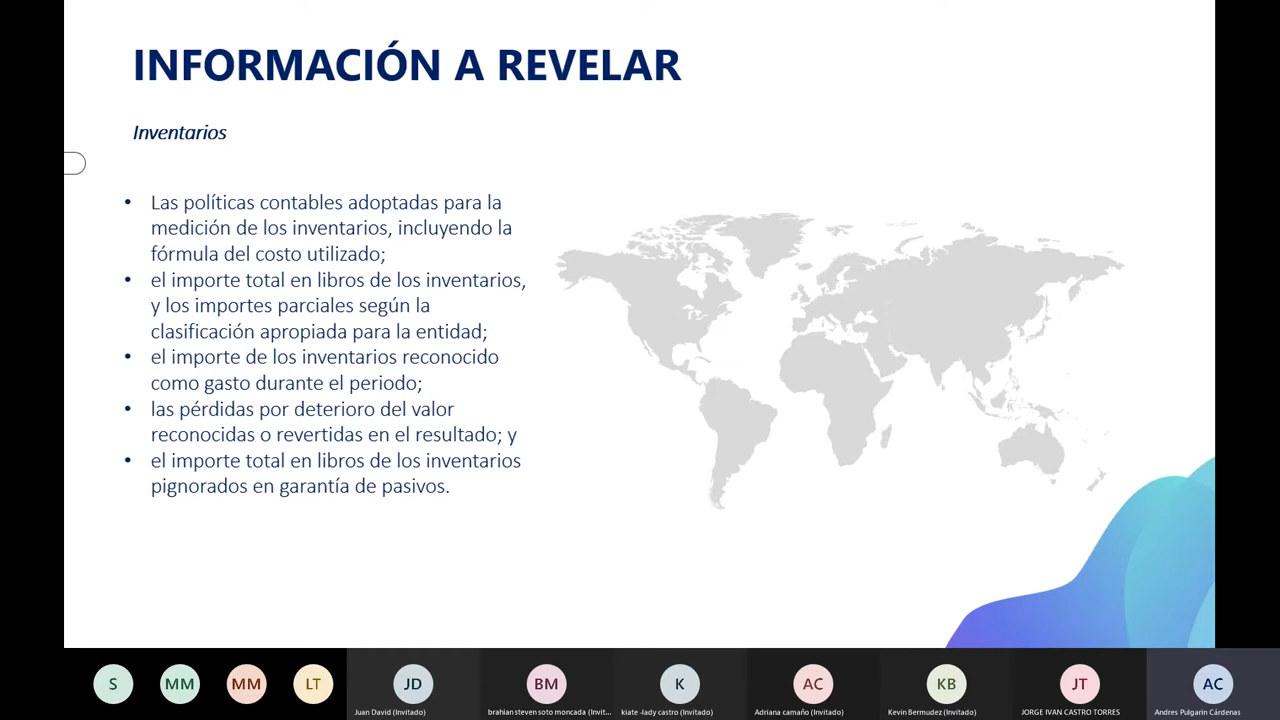 INFORMACIÓN A REVELAR
Inventarios
• Las políticas contables adoptadas para la
medición de los inventarios, incluyendo la
fórmula del costo utilizado;
• el importe total en libros de los inventarios,
y los importes parciales según la
clasificación apropiada para la entidad;
• el importe de los inventarios reconocido
como gasto durante el periodo;
• las pérdidas por deterioro del valor
reconocidas o revertidas en el resultado; y
• el importe total en libros de los inventarios
pignorados en garantía de pasivos.
S MM MM LT JD BM K AC KB JT AC
Juan David (Invitado) brahian steven soto moncada (Invit... kiate -lady castro (Invitado) Adriana camaño (Invitado) Kevin Bermudez (Invitado) JORGE IVAN CASTRO TORRES Andres Pulgarin Cárdenas